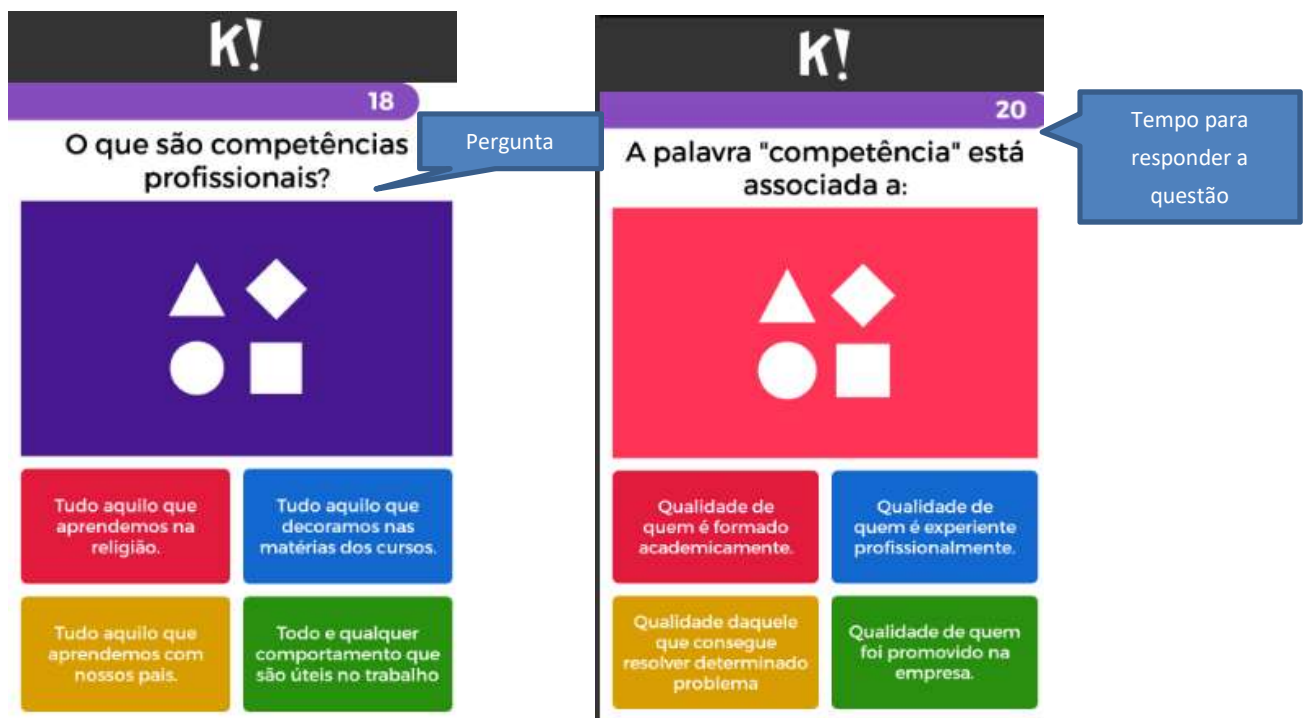 K!
18
O que são competências
profissionais?
Pergunta
Tudo aquilo que
aprendemos na
religião.
Tudo aquilo que
decoramos nas
matérias dos cursos.
Tudo aquilo que
aprendemos com
nossos pais.
Todo e qualquer
comportamento que
são úteis no trabalho
K!
20
A palavra "competência" está
associada a:
Tempo para
responder a
questão
Qualidade de
quem é formado
academicamente.
Qualidade de
quem é experiente
profissionalmente.
Qualidade daquele
que consegue
resolver determinado
problema
Qualidade de quem
foi promovido na
empresa.